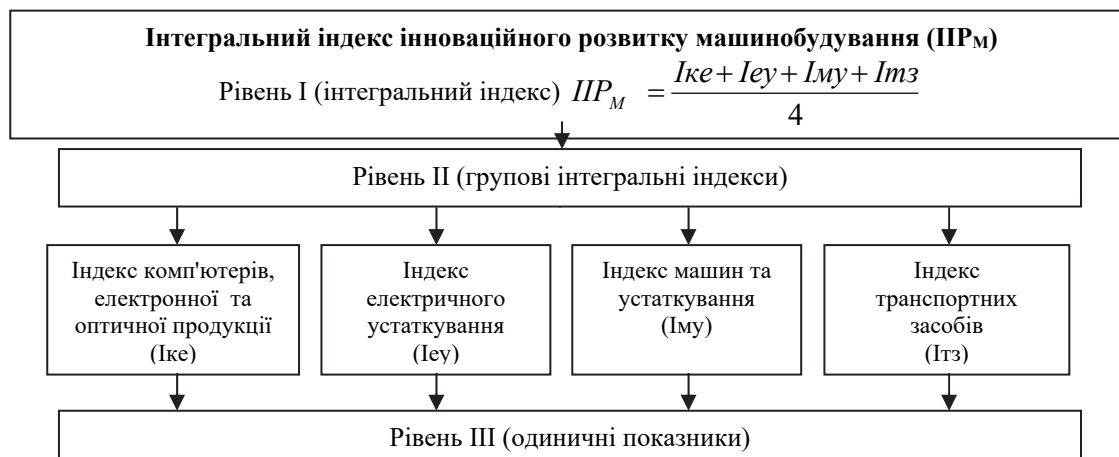 Інтегральний індекс інноваційного розвитку машинобудування (ІІРМ)
Рівень І (інтегральний індекс) IIP_M = (Іке + Іеу + Іму + Ітз) / 4
Рівень ІІ (групові інтегральні індекси)
Індекс комп'ютерів,
електронної та
оптичної продукції
(Іке)
Індекс
електричного
устаткування
(Іеу)
Індекс машин та
устаткування
(Іму)
Індекс
транспортних
засобів
(Ітз)
Рівень ІІІ (одиничні показники)